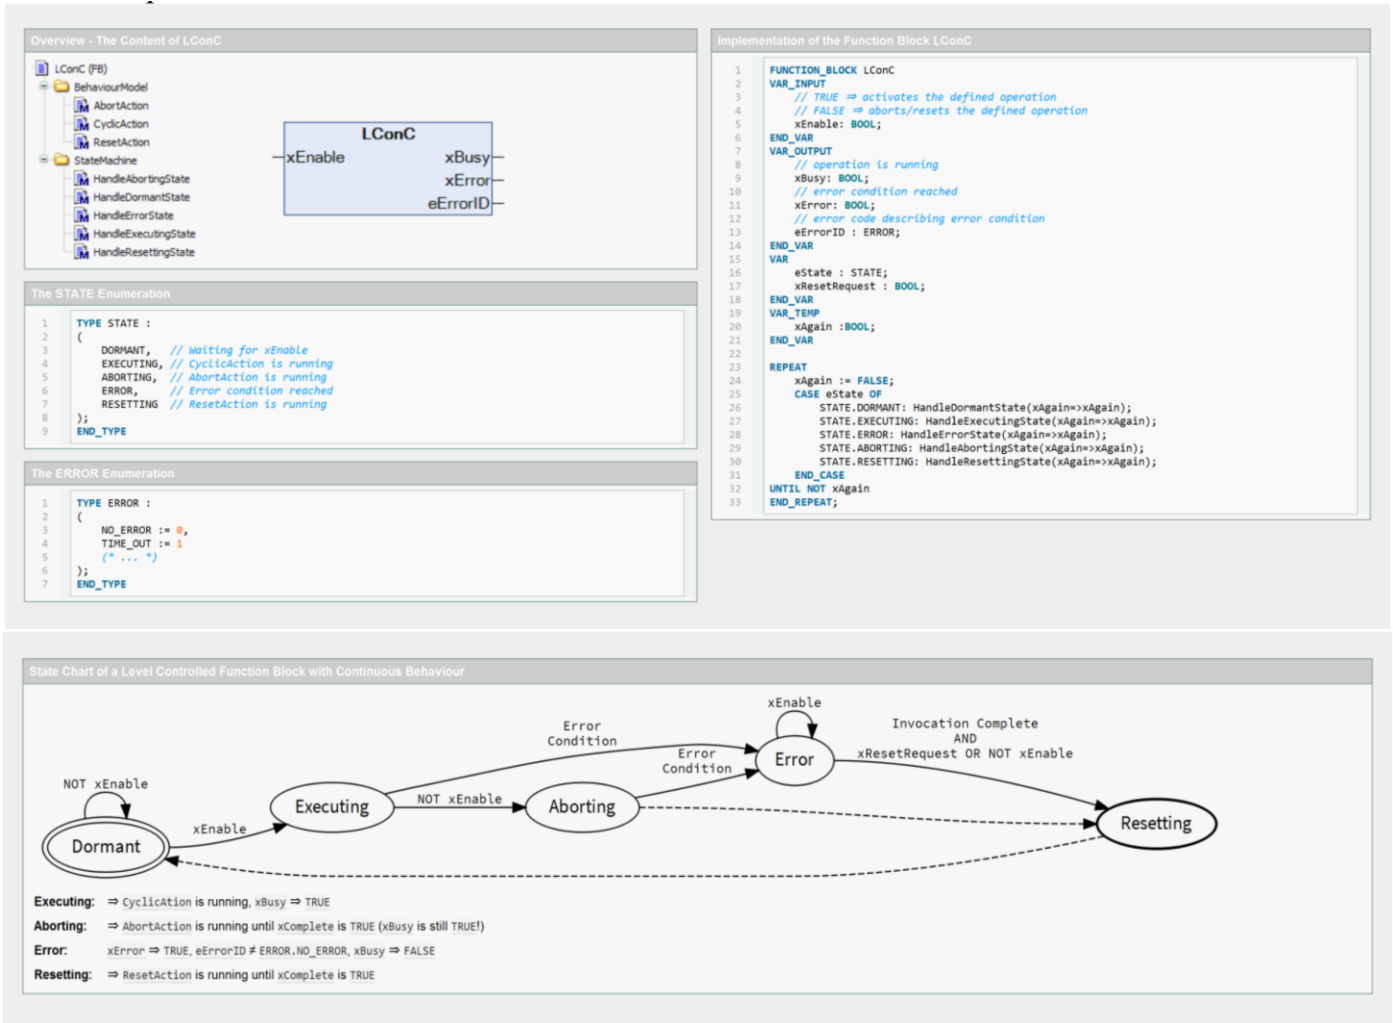 Overview - The Content of LConC
LConC (FB)
BehaviourModel
AbortAction
CyclicAction
ResetAction
StateMachine
HandleAbortingState
HandleDormantState
HandleErrorState
HandleExecutingState
HandleResettingState
LConC
xEnable
xBusy
xError
eErrorID
The STATE Enumeration
1 TYPE STATE :
2 (
3 DORMANT, // Waiting for xEnable
4 EXECUTING, // CyclicAction is running
5 ABORTING, // AbortAction is running
6 ERROR, // Error condition reached
7 RESETTING // ResetAction is running
8 );
9 END_TYPE
The ERROR Enumeration
1 TYPE ERROR :
2 (
3 NO_ERROR := 0,
4 TIME_OUT := 1
5 (* ... *)
6 );
7 END_TYPE
Implementation of the Function Block LConC
1 FUNCTION_BLOCK LConC
2 VAR_INPUT
3 // TRUE ⇒ activates the defined operation
4 // FALSE ⇒ aborts/resets the defined operation
5 xEnable: BOOL;
6 END_VAR
7 VAR_OUTPUT
8 // operation is running
9 xBusy: BOOL;
10 // error condition reached
11 xError: BOOL;
12 // error code describing error condition
13 eErrorID : ERROR;
14 END_VAR
15 VAR
16 eState : STATE;
17 xResetRequest : BOOL;
18 END_VAR
19 VAR_TEMP
20 xAgain :BOOL;
21 END_VAR
22
23 REPEAT
24 xAgain := FALSE;
25 CASE eState OF
26 STATE.DORMANT: HandleDormantState(xAgain=>xAgain);
27 STATE.EXECUTING: HandleExecutingState(xAgain=>xAgain);
28 STATE.ERROR: HandleErrorState(xAgain=>xAgain);
29 STATE.ABORTING: HandleAbortingState(xAgain=>xAgain);
30 STATE.RESETTING: HandleResettingState(xAgain=>xAgain);
31 END_CASE
32 UNTIL NOT xAgain
33 END_REPEAT;
State Chart of a Level Controlled Function Block with Continuous Behaviour
NOT xEnable
Dormant
xEnable
Executing
Error
Condition
NOT xEnable
Aborting
Error
Condition
xEnable
Error
Invocation Complete
AND
xResetRequest OR NOT xEnable
Resetting
Executing: ⇒ CyclicAtion is running, xBusy ⇒ TRUE
Aborting: ⇒ AbortAction is running until xComplete is TRUE (xBusy is still TRUE!)
Error: xError ⇒ TRUE, eErrorID ≠ ERROR.NO_ERROR, xBusy ⇒ FALSE
Resetting: ⇒ ResetAction is running until xComplete is TRUE